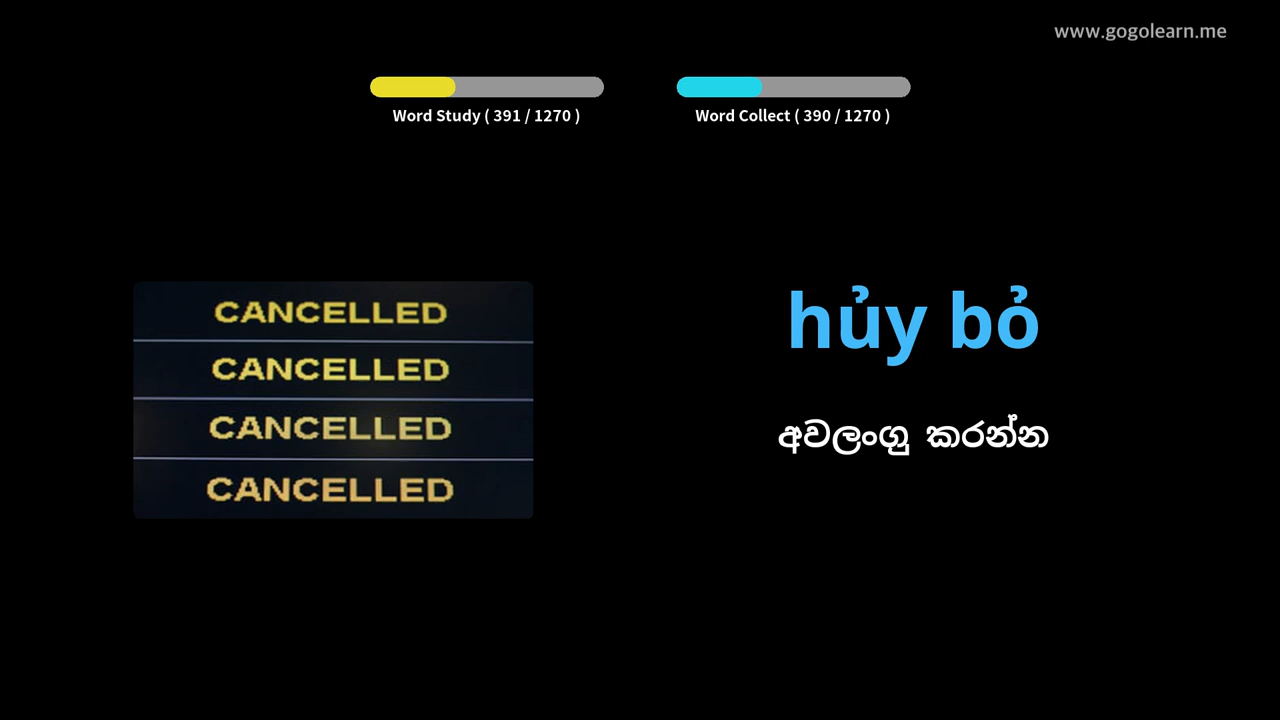 www.gogolearn.me
Word Study ( 391 / 1270 )
Word Collect ( 390 / 1270 )
CANCELLED
CANCELLED
CANCELLED
CANCELLED
hủy bỏ
අවලංගු කරන්න